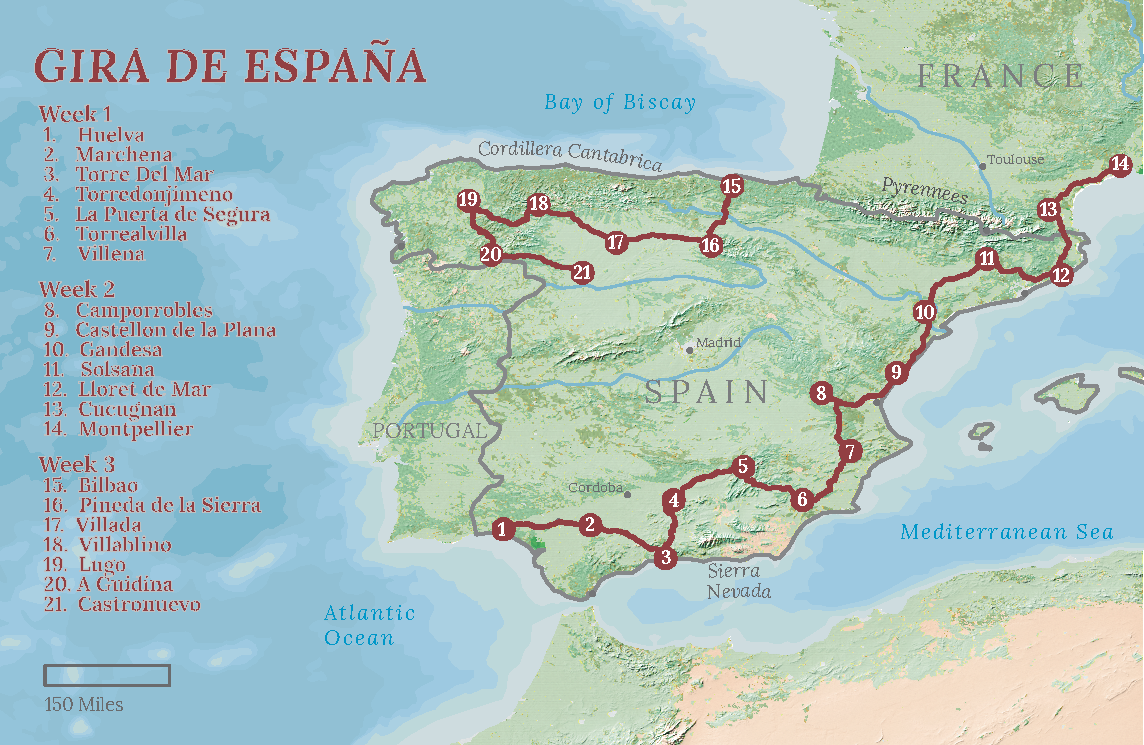 GIRA DE ESPAÑA
Week 1
1. Huelva
2. Marchena
3. Torre Del Mar
4. Torredonjimeno
5. La Puerta de Segura
6. Torrealvilla
7. Villena
Week 2
8. Camporrobles
9. Castellon de la Plana
10. Gandesa
11. Solsana
12. Lloret de Mar
13. Cucugnan
14. Montpellier
Week 3
15. Bilbao
16. Pineda de la Sierra
17. Villada
18. Villablino
19. Lugo
20. A Guidina
21. Castronuevo
150 Miles
FRANCE
Bay of Biscay
Cordillera Cantabrica
Toulouse
Pyrennees
14
13
15
19
18
17
16
20
21
11
12
10
Madrid
SPAIN
9
8
PORTUGAL
7
5
Cordoba
4
6
1
2
3
Mediterranean Sea
Sierra
Nevada
Atlantic
Ocean